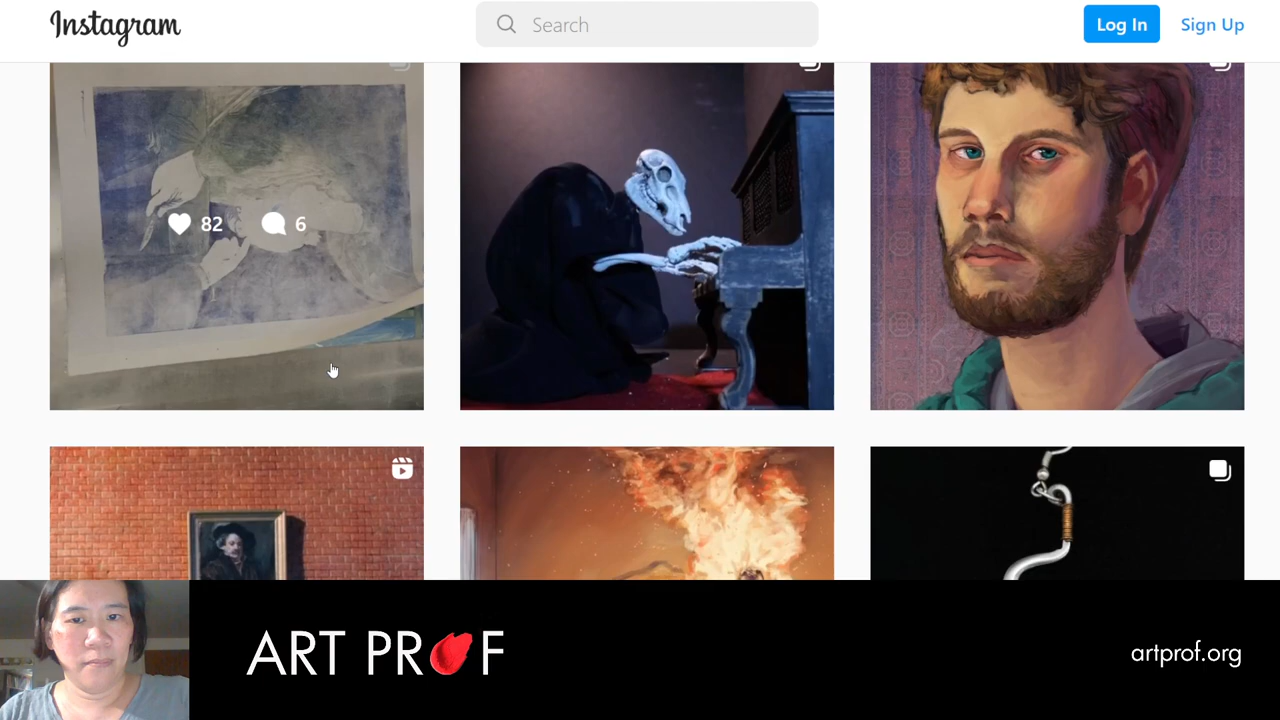 Instagram
Search
Log In
Sign Up
82
6
ART PROF
artprof.org